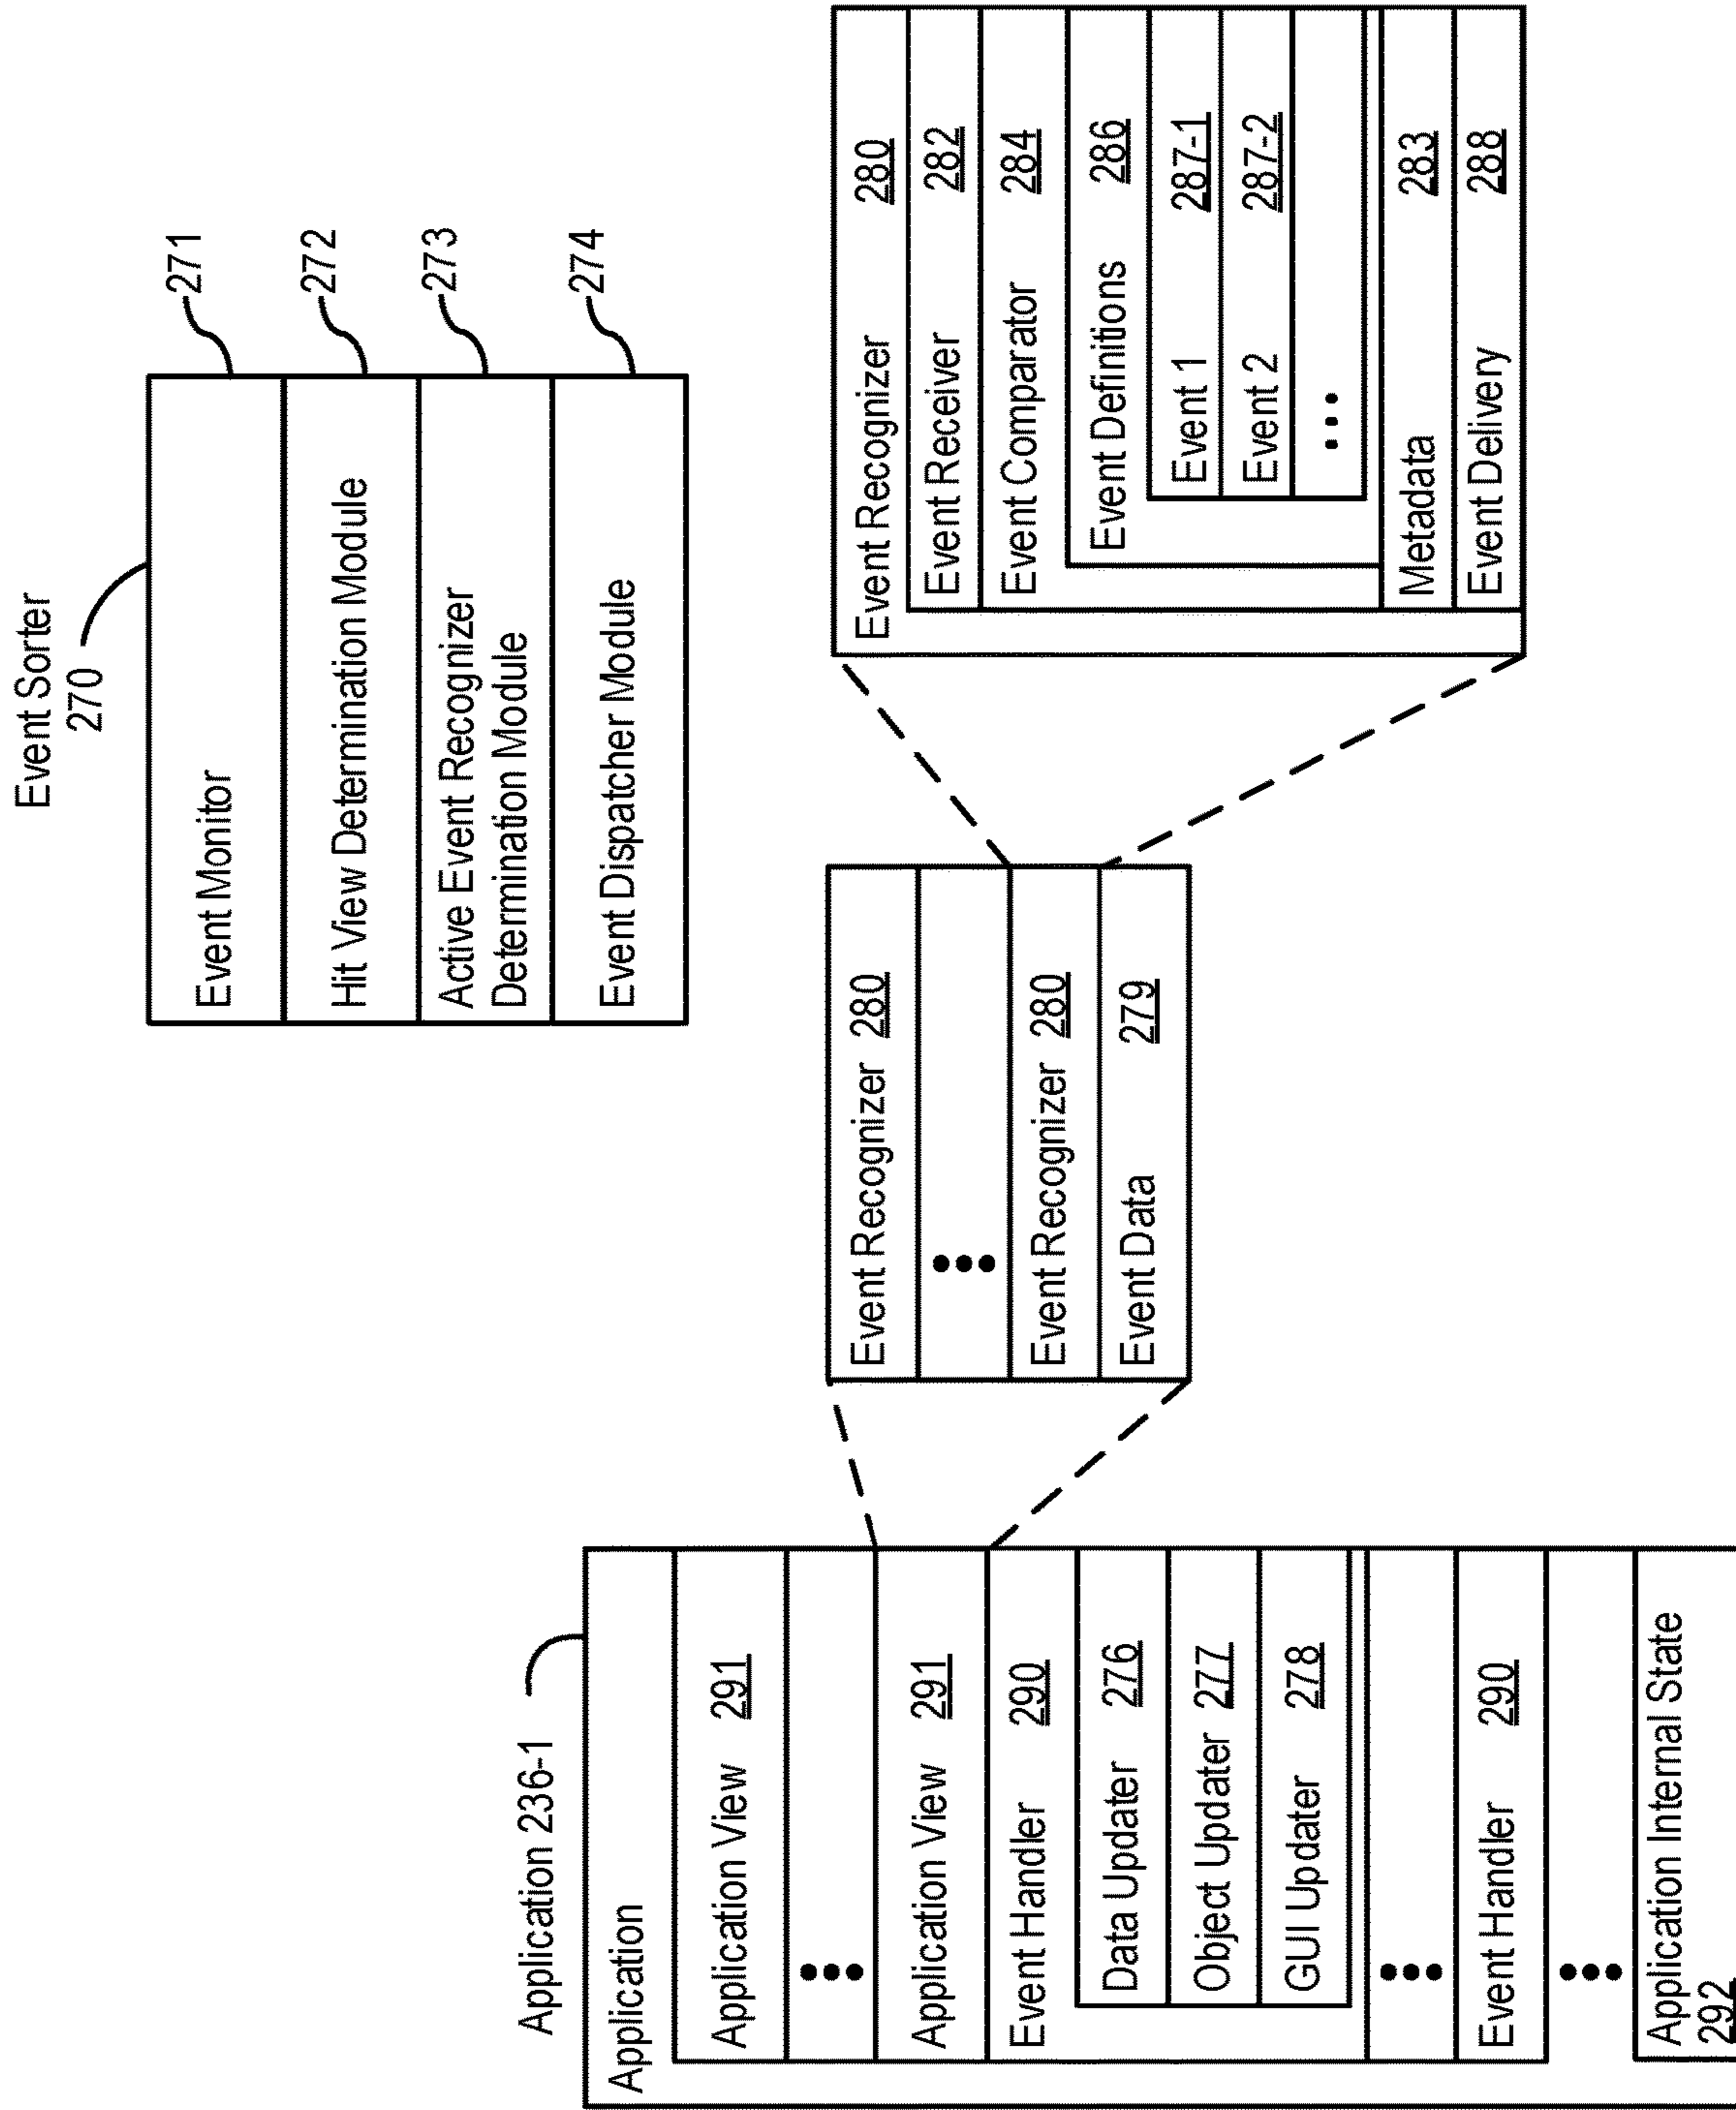 Event Sorter
270
Event Monitor
271
Hit View Determination Module
272
Active Event Recognizer
Determination Module
273
Event Dispatcher Module
274
Application 236-1
Application
Application View 291
Application View 291
Event Handler 290
Data Updater 276
Object Updater 277
GUI Updater 278
Event Handler 290
Application Internal State
292
Event Recognizer 280
Event Recognizer 280
Event Data 279
Event Recognizer 280
Event Receiver 282
Event Comparator 284
Event Definitions 286
Event 1 287-1
Event 2 287-2
Metadata 283
Event Delivery 288